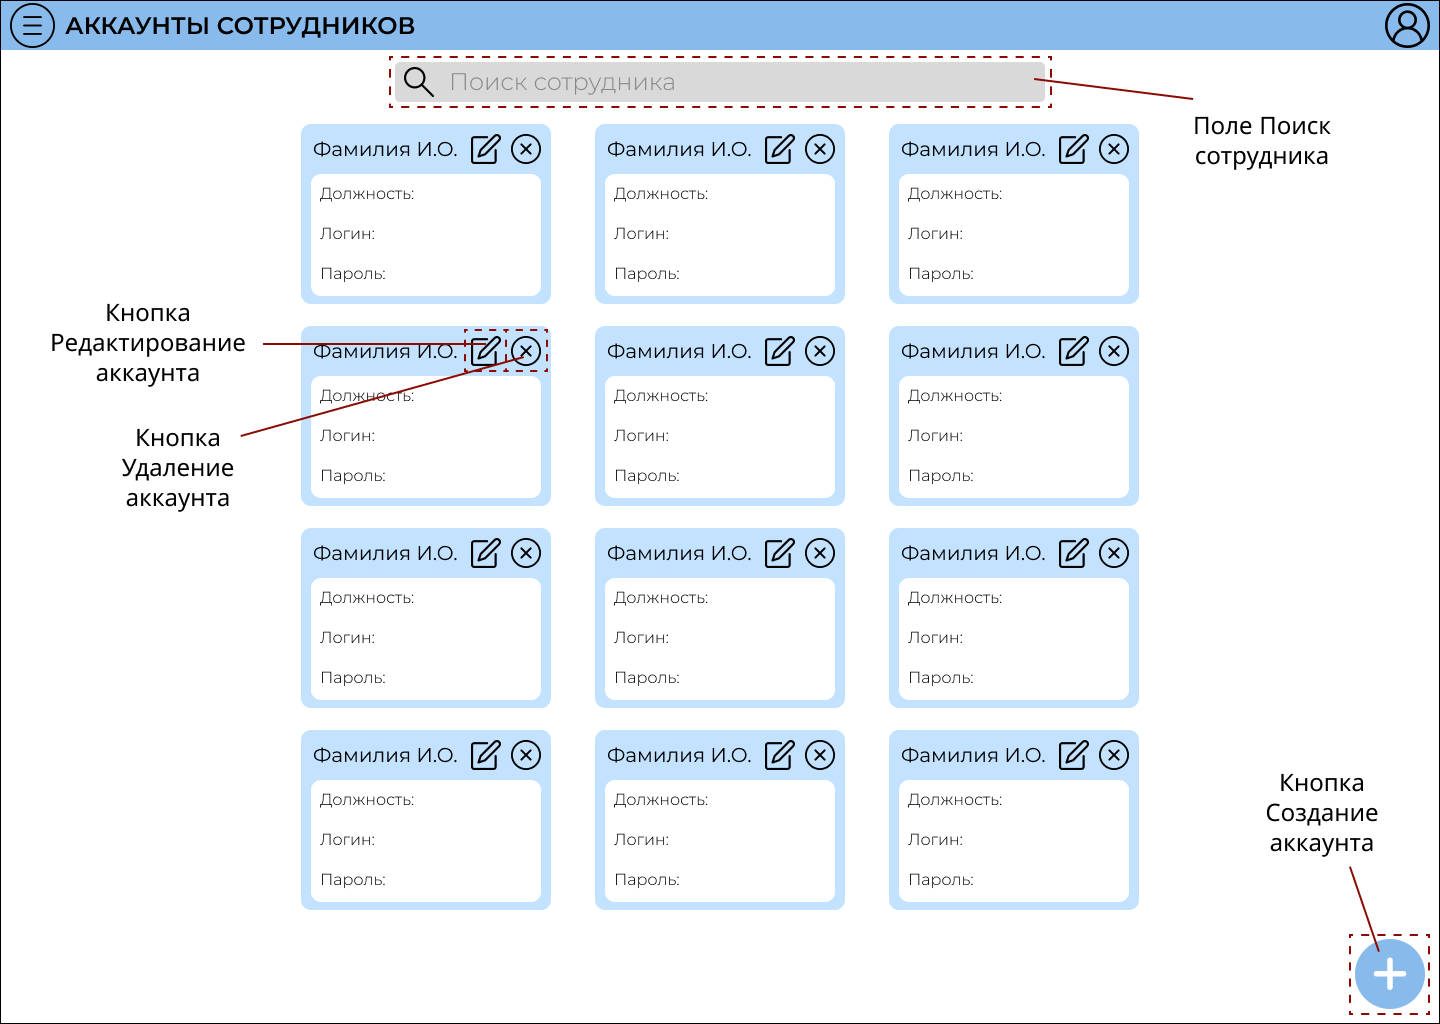 АККАУНТЫ СОТРУДНИКОВ
Поиск сотрудника
Поле Поиск
сотрудника
Фамилия И.О.
Должность:
Логин:
Пароль:
Фамилия И.О.
Должность:
Логин:
Пароль:
Фамилия И.О.
Должность:
Логин:
Пароль:
Кнопка
Редактирование
аккаунта
Кнопка
Удаление
аккаунта
Фамилия И.О.
Должность:
Логин:
Пароль:
Фамилия И.О.
Должность:
Логин:
Пароль:
Фамилия И.О.
Должность:
Логин:
Пароль:
Фамилия И.О.
Должность:
Логин:
Пароль:
Фамилия И.О.
Должность:
Логин:
Пароль:
Фамилия И.О.
Должность:
Логин:
Пароль:
Фамилия И.О.
Должность:
Логин:
Пароль:
Фамилия И.О.
Должность:
Логин:
Пароль:
Фамилия И.О.
Должность:
Логин:
Пароль:
Кнопка
Создание
аккаунта